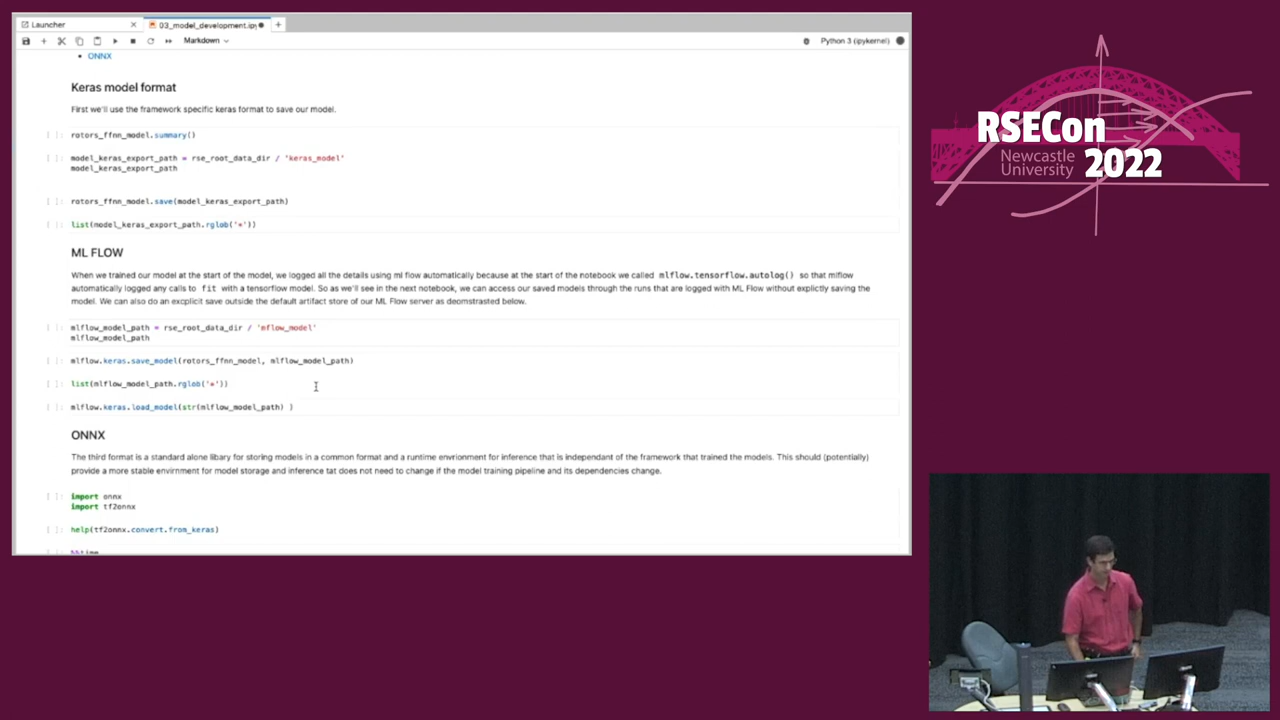 Launcher
03_model_development.ipy
Markdown
Python 3 (ipykernel)
ONNX
Keras model format
First we'll use the framework specific keras format to save our model.
[ ]: rotors_ffnn_model.summary()
[ ]: model_keras_export_path = rse_root_data_dir / 'keras_model'
model_keras_export_path
[ ]: rotors_ffnn_model.save(model_keras_export_path)
[ ]: list(model_keras_export_path.rglob('*'))
ML FLOW
When we trained our model at the start of the model, we logged all the details using ml flow automatically because at the start of the notebook we called mlflow.tensorflow.autolog() so that mlflow
automatically logged any calls to fit with a tensorflow model. So as we'll see in the next notebook, we can access our saved models through the runs that are logged with ML Flow without explictly saving the
model. We can also do an excplicit save outside the default artifact store of our ML Flow server as deomstrasted below.
[ ]: mlflow_model_path = rse_root_data_dir / 'mflow_model'
mlflow_model_path
[ ]: mlflow.keras.save_model(rotors_ffnn_model, mlflow_model_path)
[ ]: list(mlflow_model_path.rglob('*'))
[ ]: mlflow.keras.load_model(str(mlflow_model_path) )
ONNX
The third format is a standard alone libary for storing models in a common format and a runtime envrionment for inference that is independant of the framework that trained the models. This should (potentially)
provide a more stable envirnment for model storage and inference tat does not need to change if the model training pipeline and its dependencies change.
[ ]: import onnx
import tf2onnx
[ ]: help(tf2onnx.convert.from_keras)
%%time
RSECon
Newcastle
University
2022